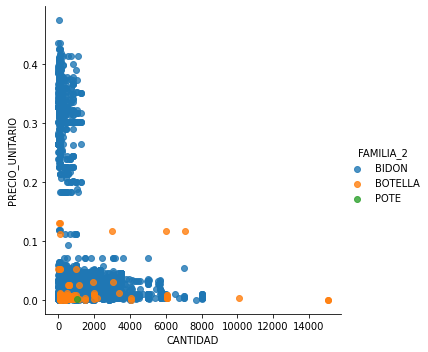 0.4
0.3
0.2
0.1
0.0
PRECIO_UNITARIO
0 2000 4000 6000 8000 10000 12000 14000
CANTIDAD
FAMILIA_2
BIDON
BOTELLA
POTE